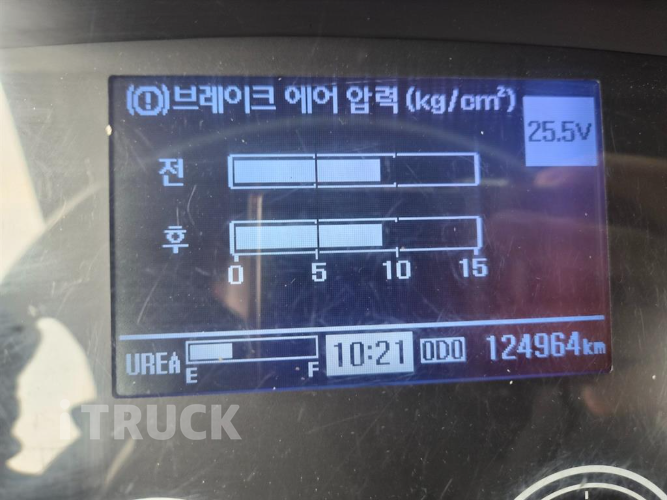 (!)브레이크 에어 압력(kg/cm²)
25.5V
전
후
0 5 10 15
UREA E F 10:21 ODO 124964km
iTRUCK